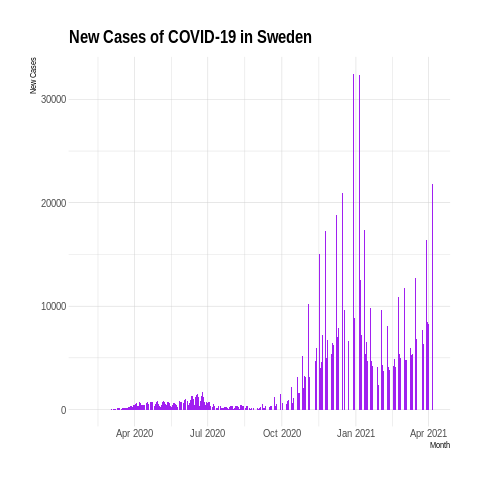 New Cases of COVID-19 in Sweden
New Cases
30000
20000
10000
0
Apr 2020 Jul 2020 Oct 2020 Jan 2021 Apr 2021
Month